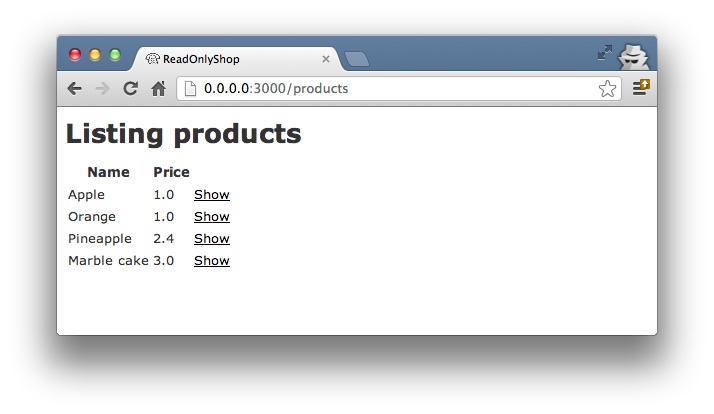 ReadOnlyShop
0.0.0.0:3000/products
Listing products
Name Price
Apple 1.0 Show
Orange 1.0 Show
Pineapple 2.4 Show
Marble cake 3.0 Show